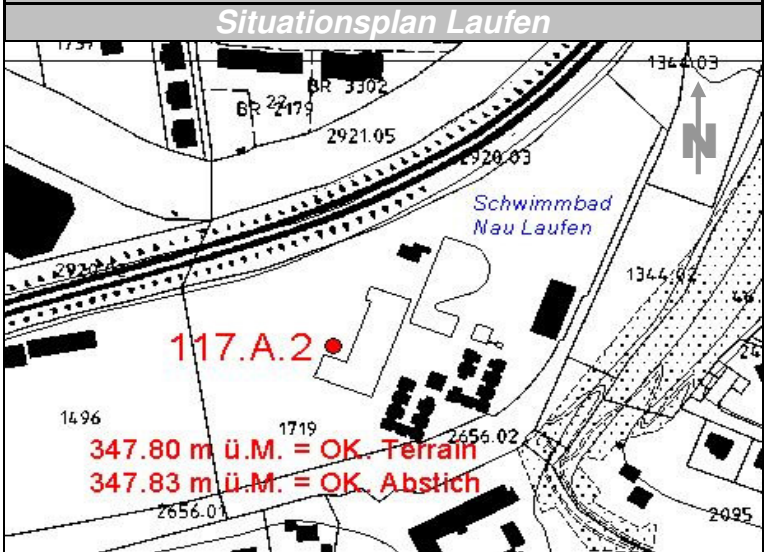 Situationsplan Laufen
1344.03
BR 3302
BR 2179
22
2921.05
2920.03
N
Schwimmbad
Nau Laufen
1344.02
117.A.2
1496
1719
2656.02
347.80 m ü.M. = OK. Terrain
347.83 m ü.M. = OK. Abstich
2656.01
2095